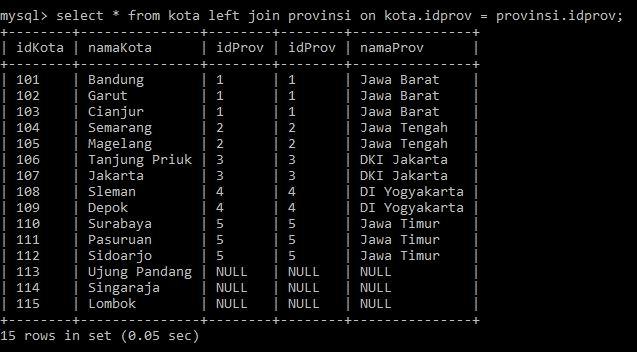 mysql> select * from kota left join provinsi on kota.idprov = provinsi.idprov;
+--------+---------------+--------+--------+---------------+
| idKota | namaKota      | idProv | idProv | namaProv      |
+--------+---------------+--------+--------+---------------+
| 101    | Bandung       | 1      | 1      | Jawa Barat    |
| 102    | Garut         | 1      | 1      | Jawa Barat    |
| 103    | Cianjur       | 1      | 1      | Jawa Barat    |
| 104    | Semarang      | 2      | 2      | Jawa Tengah   |
| 105    | Magelang      | 2      | 2      | Jawa Tengah   |
| 106    | Tanjung Priuk | 3      | 3      | DKI Jakarta   |
| 107    | Jakarta       | 3      | 3      | DKI Jakarta   |
| 108    | Sleman        | 4      | 4      | DI Yogyakarta |
| 109    | Depok         | 4      | 4      | DI Yogyakarta |
| 110    | Surabaya      | 5      | 5      | Jawa Timur    |
| 111    | Pasuruan      | 5      | 5      | Jawa Timur    |
| 112    | Sidoarjo      | 5      | 5      | Jawa Timur    |
| 113    | Ujung Pandang | NULL   | NULL   | NULL          |
| 114    | Singaraja     | NULL   | NULL   | NULL          |
| 115    | Lombok        | NULL   | NULL   | NULL          |
+--------+---------------+--------+--------+---------------+
15 rows in set (0.05 sec)